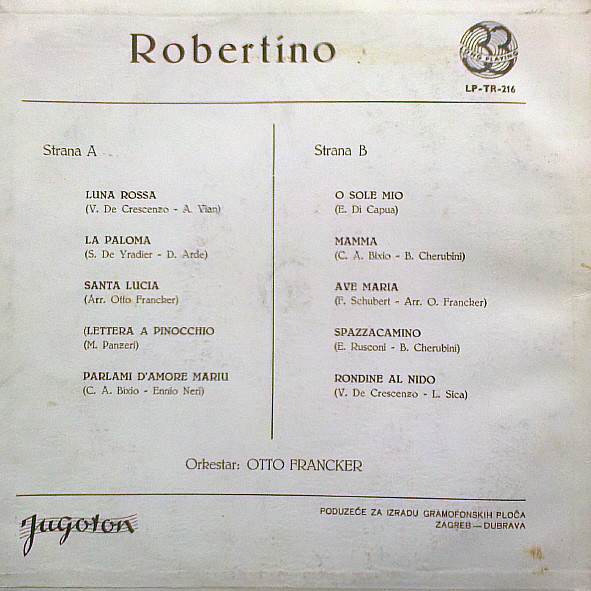 Robertino
33
LONG PLAYING
LP-TR-216
Strana A
LUNA ROSSA
(V. De Crescenzo - A. Vian)
LA PALOMA
(S. De Yradier - D. Arde)
SANTA LUCIA
(Arr. Otto Francker)
(LETTERA A PINOCCHIO
(M. Panzeri)
PARLAMI D'AMORE MARIU
(C. A. Bixio - Ennio Neri)
Strana B
O SOLE MIO
(E. Di Capua)
MAMMA
(C. A. Bixio - B. Cherubini)
AVE MARIA
(F. Schubert - Arr. O. Francker)
SPAZZACAMINO
(E. Rusconi - B. Cherubini)
RONDINE AL NIDO
(V. De Crescenzo - L. Sica)
Orkestar: OTTO FRANCKER
Jugoton
PODUZEĆE ZA IZRADU GRAMOFONSKIH PLOČA
ZAGREB — DUBRAVA